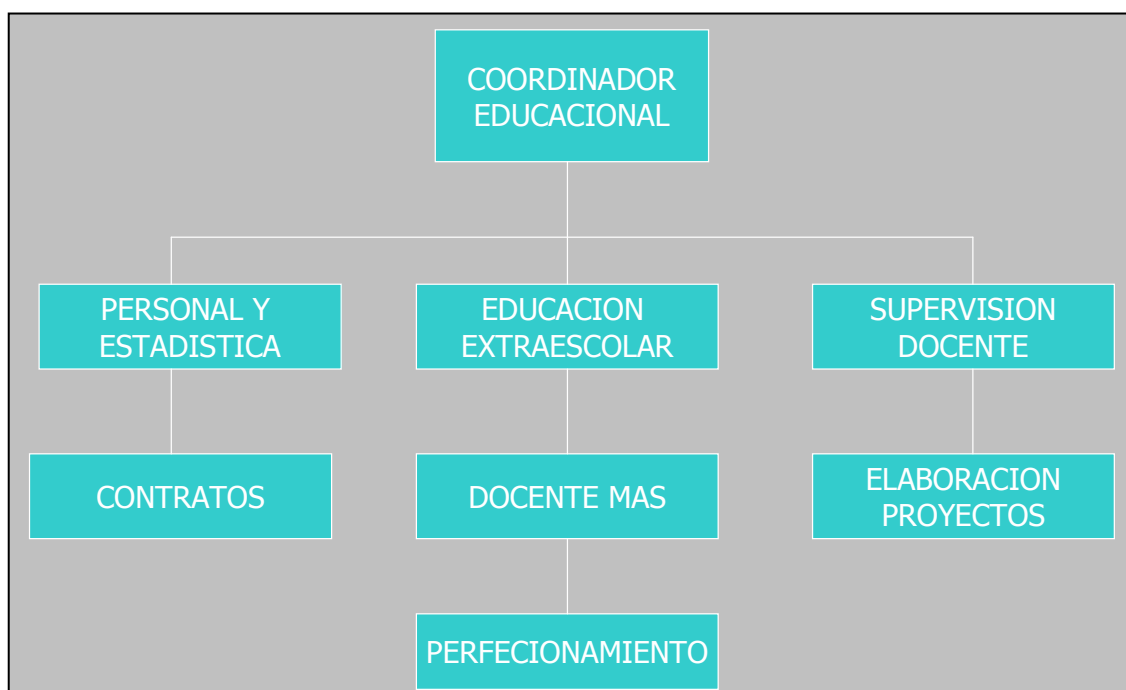 COORDINADOR
EDUCACIONAL
PERSONAL Y
ESTADISTICA
EDUCACION
EXTRAESCOLAR
SUPERVISION
DOCENTE
CONTRATOS
DOCENTE MAS
ELABORACION
PROYECTOS
PERFECIONAMIENTO